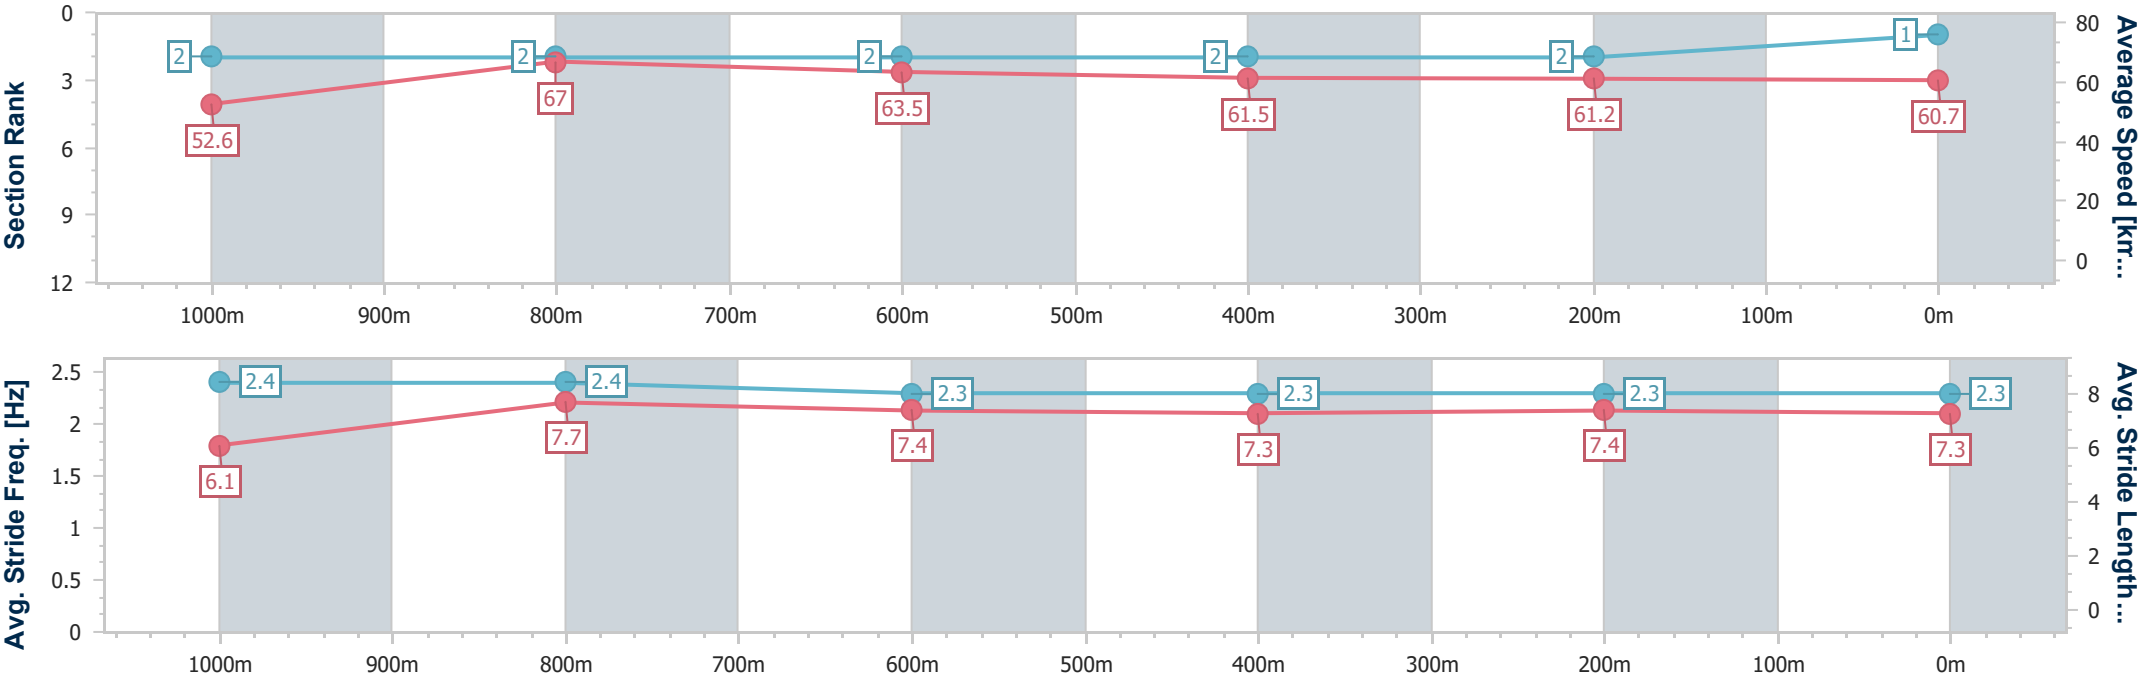 Section Rank
0
3
6
9
12
2
2
2
2
2
1
52.6
67
63.5
61.5
61.2
60.7
80
60
40
20
0
Average Speed [km...
1000m
900m
800m
700m
600m
500m
400m
300m
200m
100m
0m
Avg. Stride Freq. [Hz]
2.5
2
1.5
1
0.5
0
2.4
2.4
2.3
2.3
2.3
2.3
6.1
7.7
7.4
7.3
7.4
7.3
8
6
4
2
0
Avg. Stride Length...
1000m
900m
800m
700m
600m
500m
400m
300m
200m
100m
0m